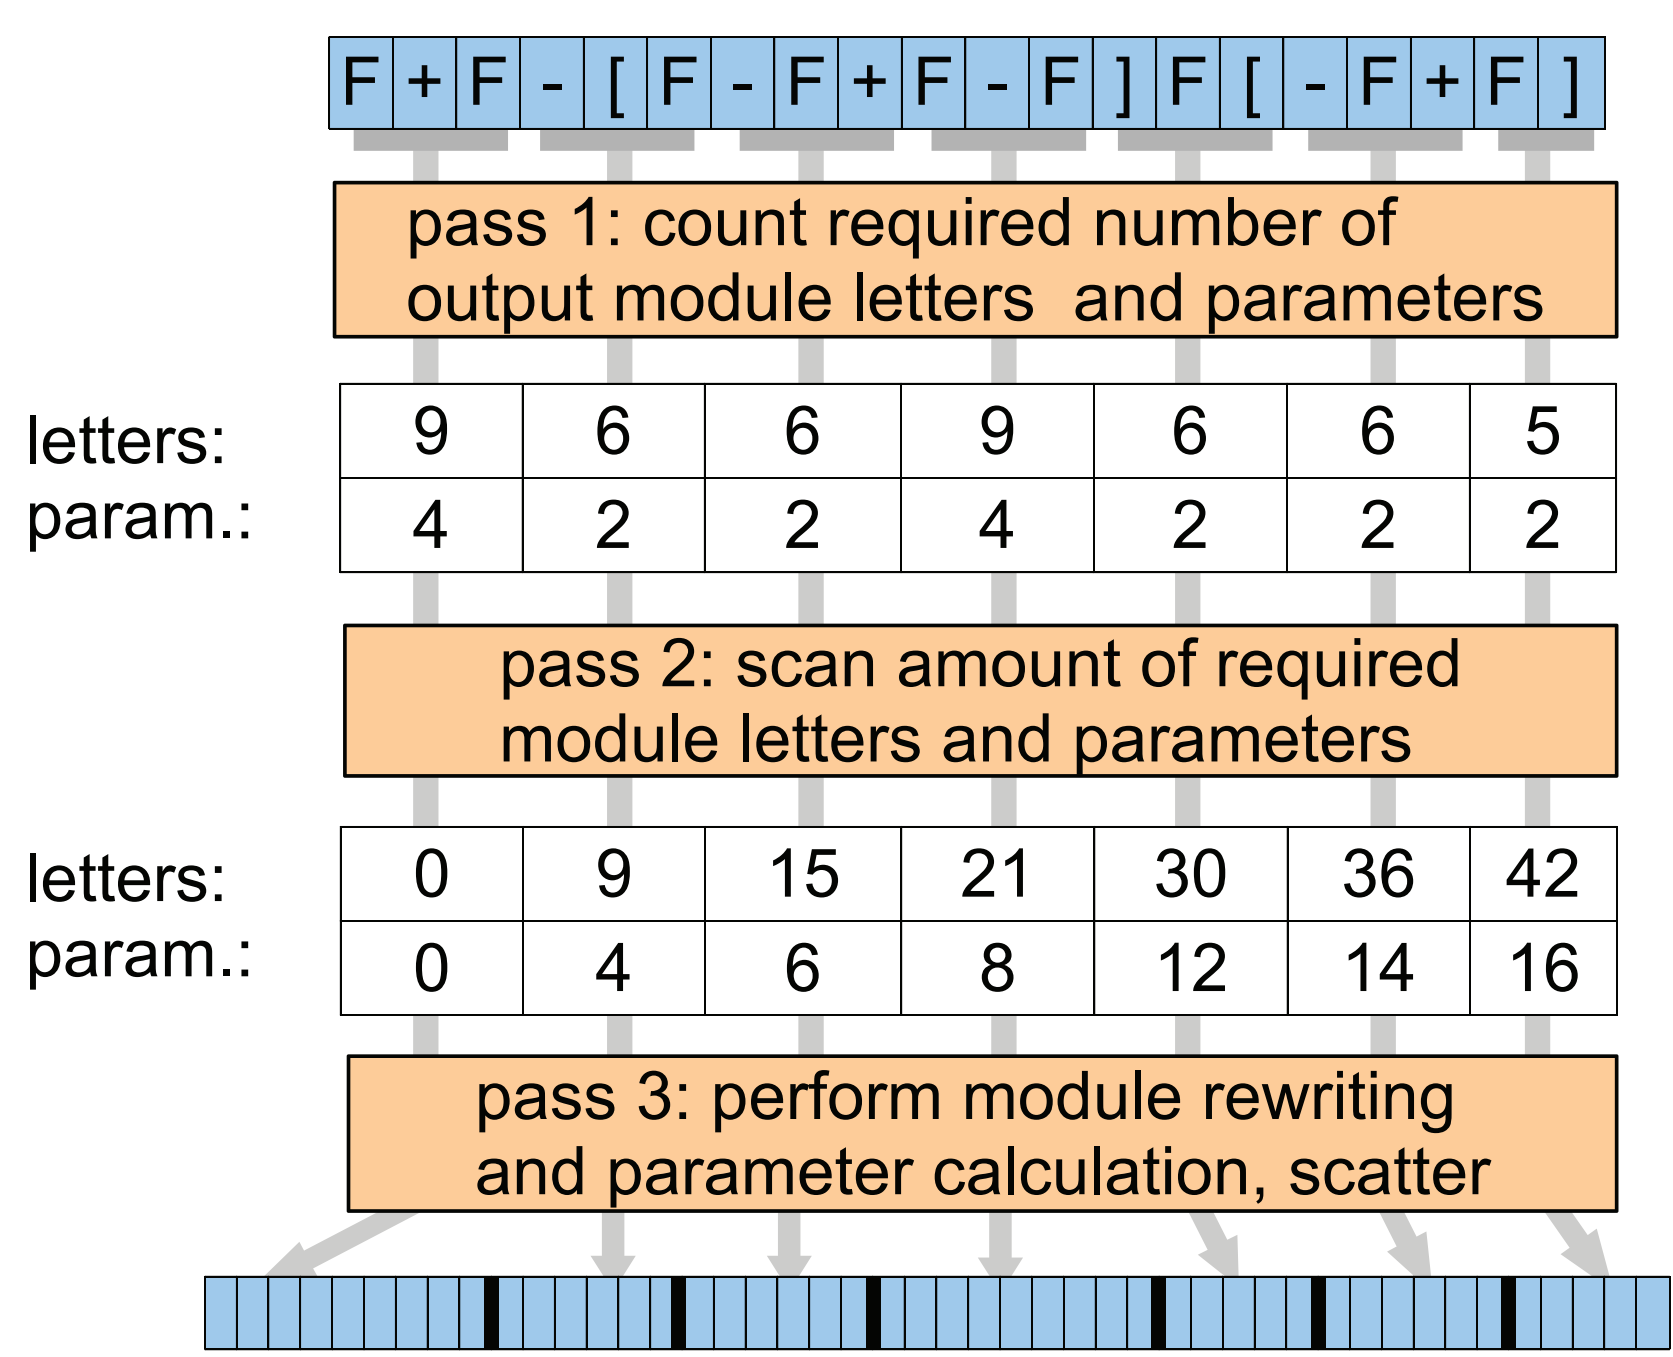 F + F - [ F - F + F - F ] F [ - F + F ]
pass 1: count required number of
output module letters and parameters
letters: 9 6 6 9 6 6 5
param.: 4 2 2 4 2 2 2
pass 2: scan amount of required
module letters and parameters
letters: 0 9 15 21 30 36 42
param.: 0 4 6 8 12 14 16
pass 3: perform module rewriting
and parameter calculation, scatter